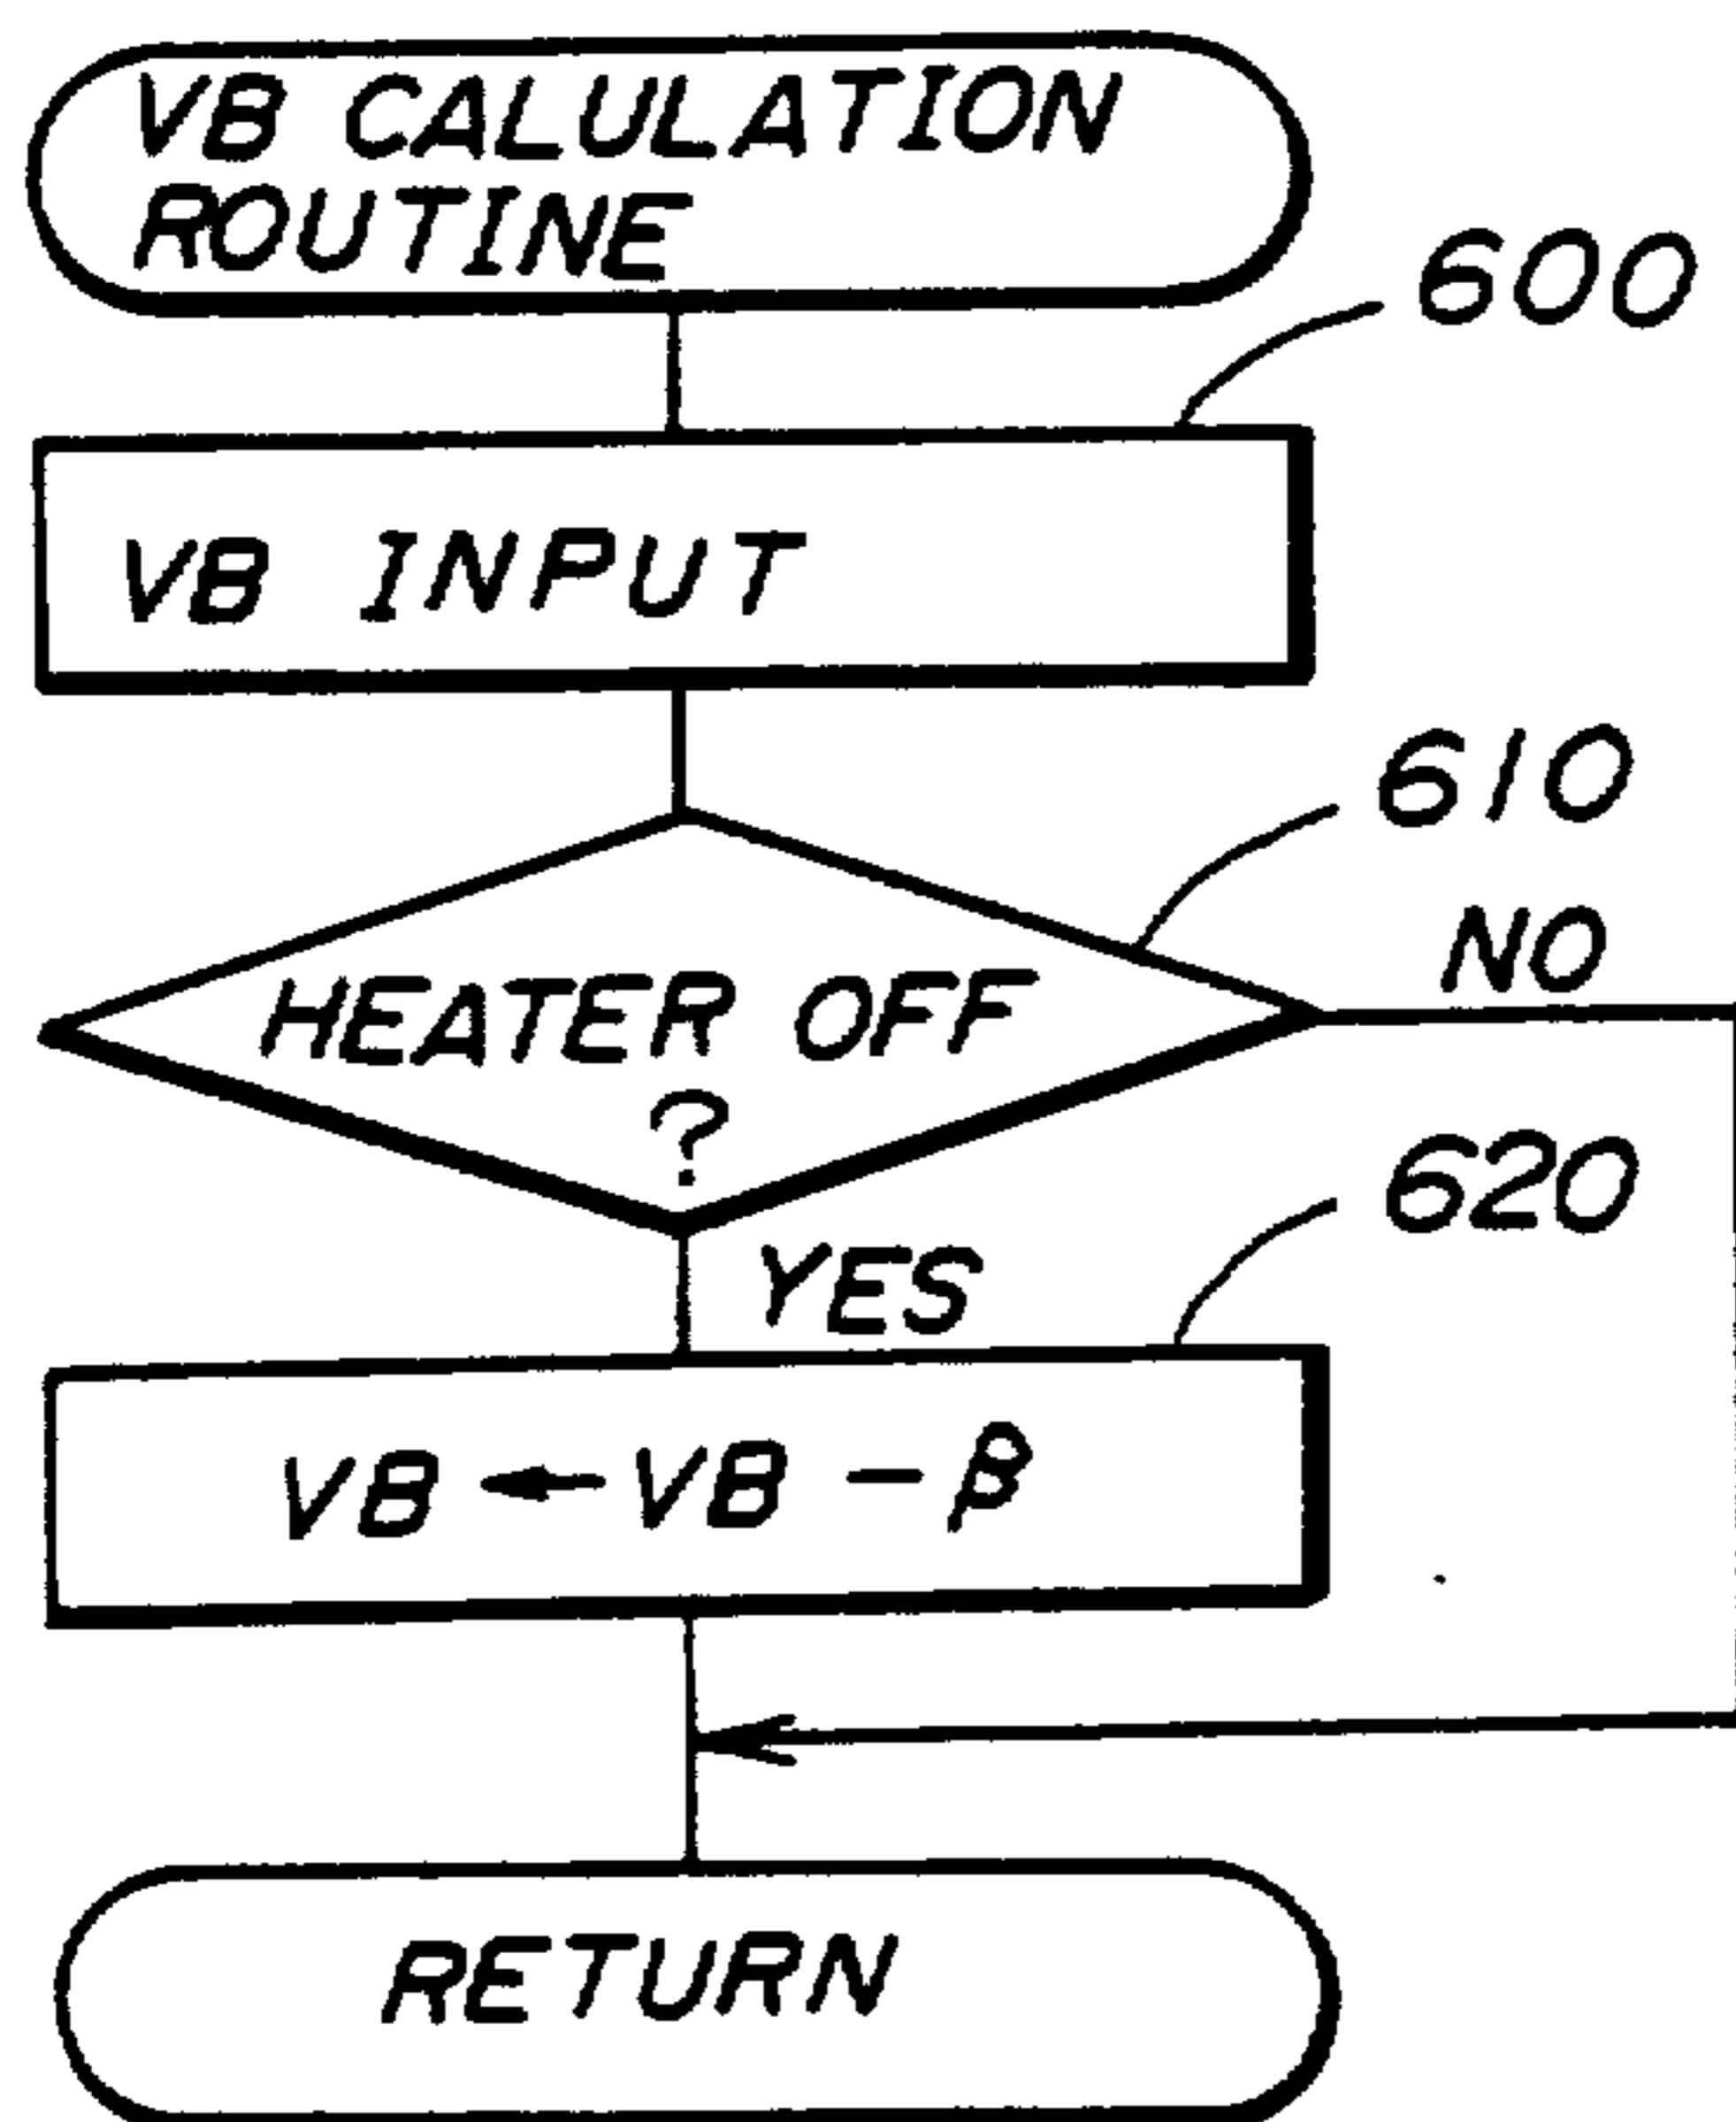 VB CALULATION
ROUTINE
600
VB INPUT
610
NO
HEATER OFF
?
620
YES
VB ← VB - β
RETURN